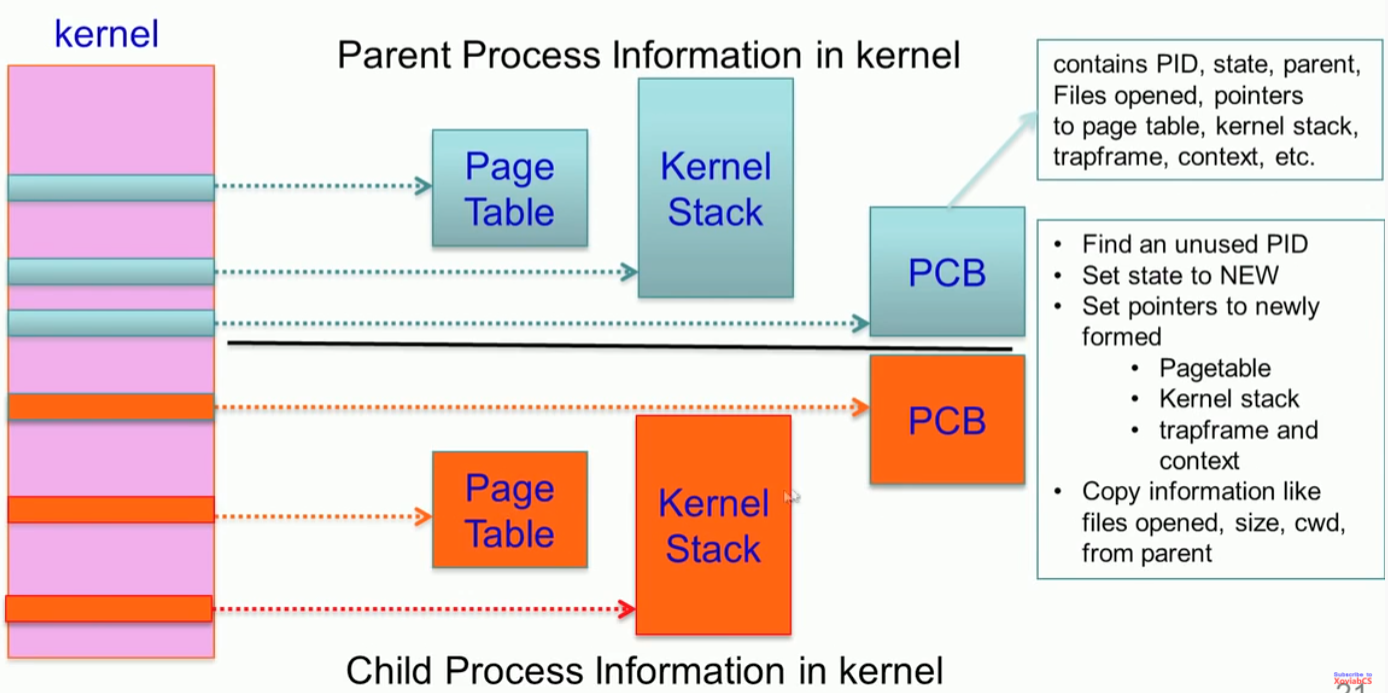 kernel
Parent Process Information in kernel
Page
Table
Kernel
Stack
PCB
contains PID, state, parent,
Files opened, pointers
to page table, kernel stack,
trapframe, context, etc.
PCB
Page
Table
Kernel
Stack
• Find an unused PID
• Set state to NEW
• Set pointers to newly
formed
• Pagetable
• Kernel stack
• trapframe and
context
• Copy information like
files opened, size, cwd,
from parent
Child Process Information in kernel
Subscribe to
XoviabCS
21